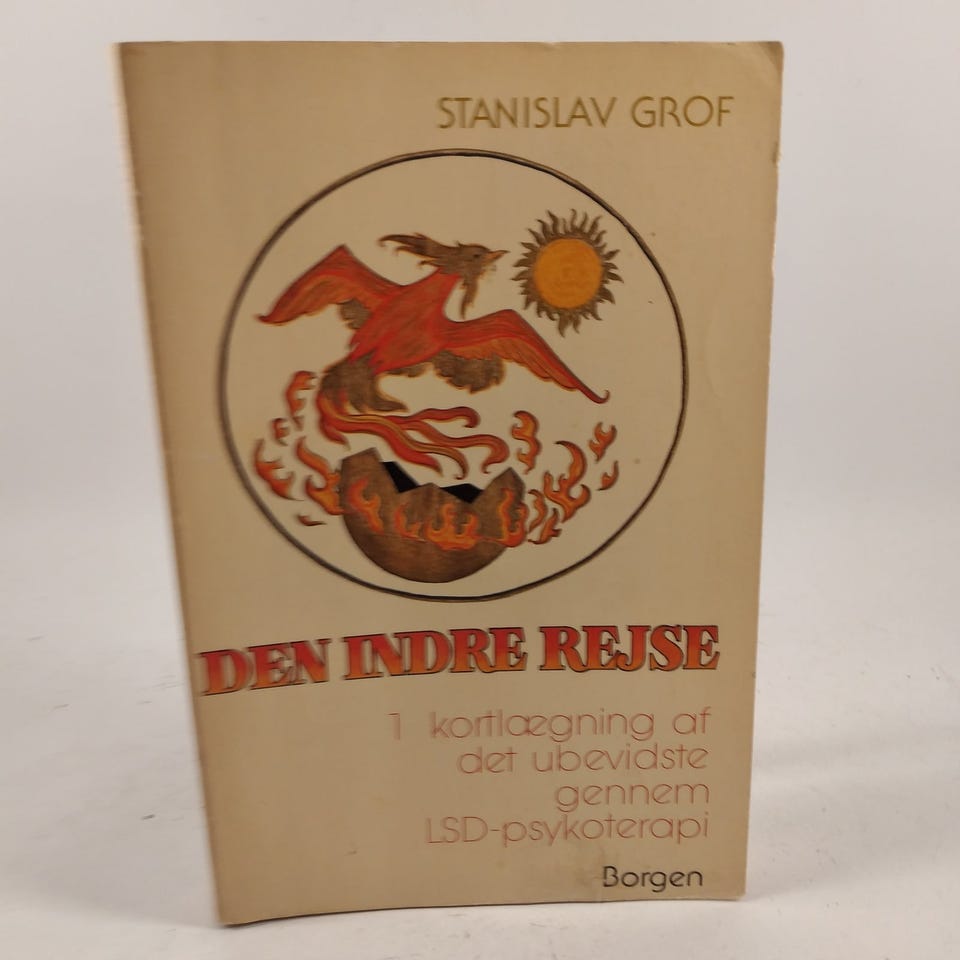 STANISLAV GROF
DEN INDRE REJSE
1 kortlægning af
det ubevidste
gennem
LSD-psykoterapi
Borgen